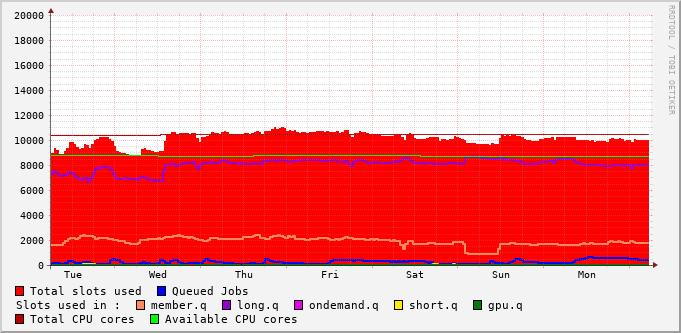 20000
18000
16000
14000
12000
10000
8000
6000
4000
2000
0
Tue Wed Thu Fri Sat Sun Mon
Total slots used Queued Jobs
Slots used in : member.q long.q ondemand.q short.q gpu.q
Total CPU cores Available CPU cores
RRDTOOL / TOBI OETIKER